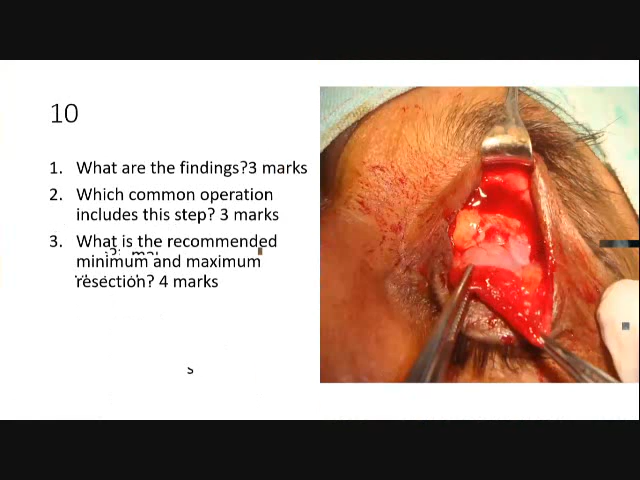 10
1. What are the findings?3 marks
2. Which common operation
includes this step? 3 marks
3. What is the recommended
minimum and maximum
resection? 4 marks
s